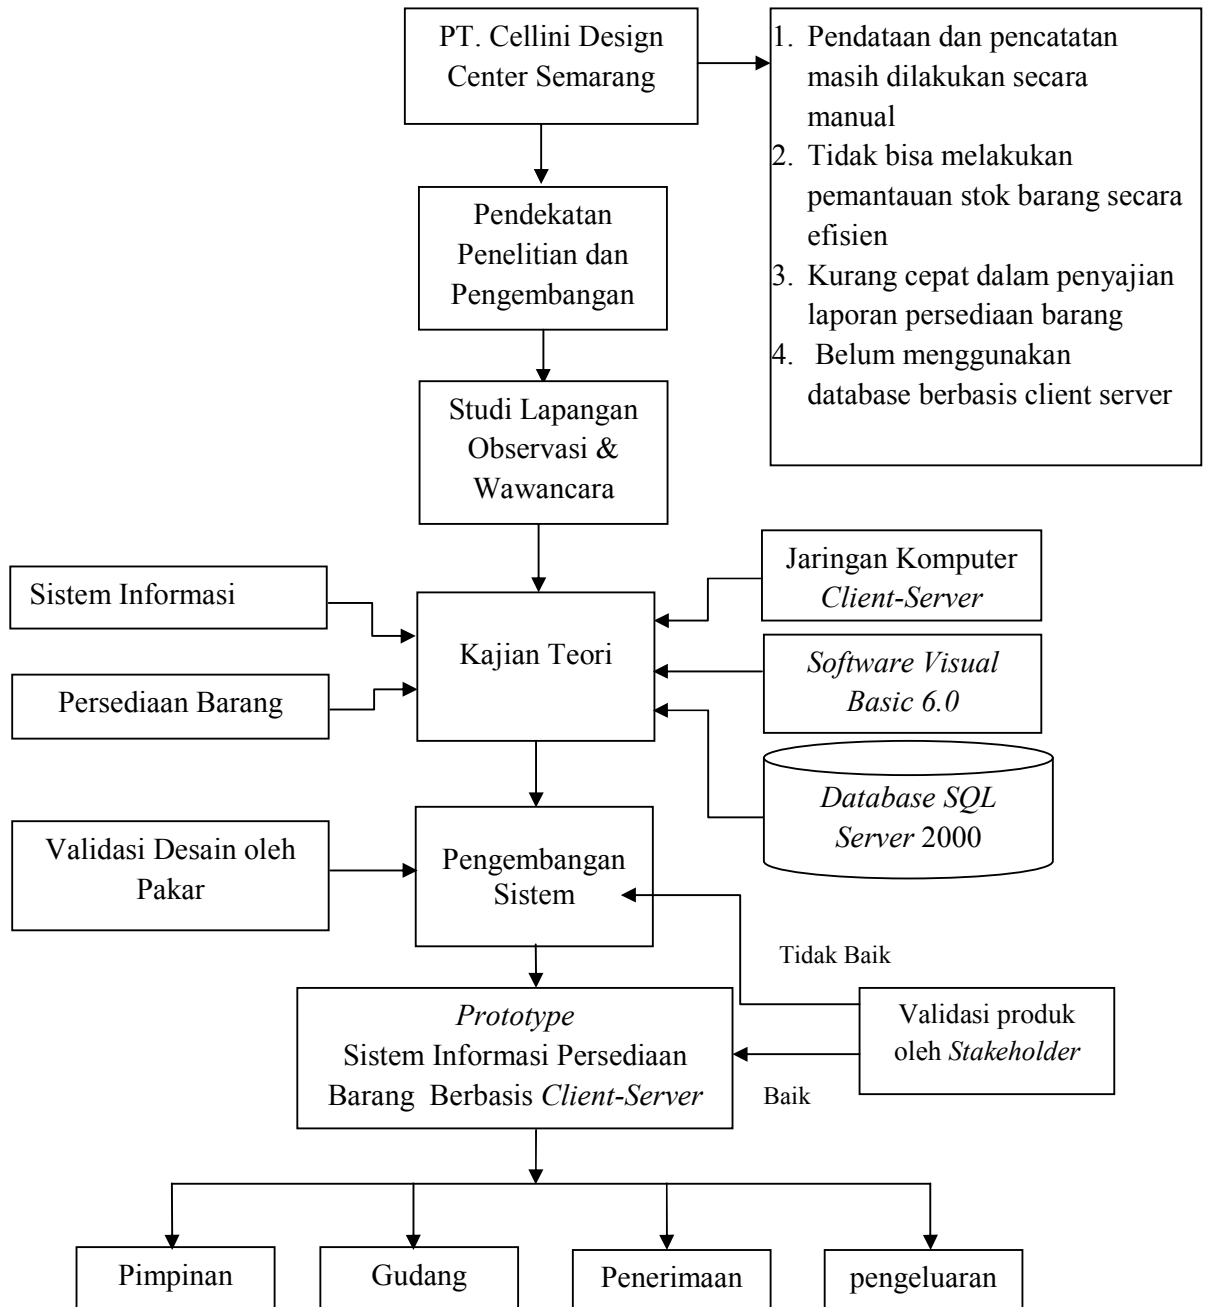 PT. Cellini Design
Center Semarang
1. Pendataan dan pencatatan
masih dilakukan secara
manual
2. Tidak bisa melakukan
pemantauan stok barang secara
efisien
3. Kurang cepat dalam penyajian
laporan persediaan barang
4. Belum menggunakan
database berbasis client server
Pendekatan
Penelitian dan
Pengembangan
Studi Lapangan
Observasi &
Wawancara
Sistem Informasi
Persediaan Barang
Kajian Teori
Jaringan Komputer
Client-Server
Software Visual
Basic 6.0
Database SQL
Server 2000
Validasi Desain oleh
Pakar
Pengembangan
Sistem
Tidak Baik
Validasi produk
oleh Stakeholder
Baik
Prototype
Sistem Informasi Persediaan
Barang Berbasis Client-Server
Pimpinan
Gudang
Penerimaan
pengeluaran